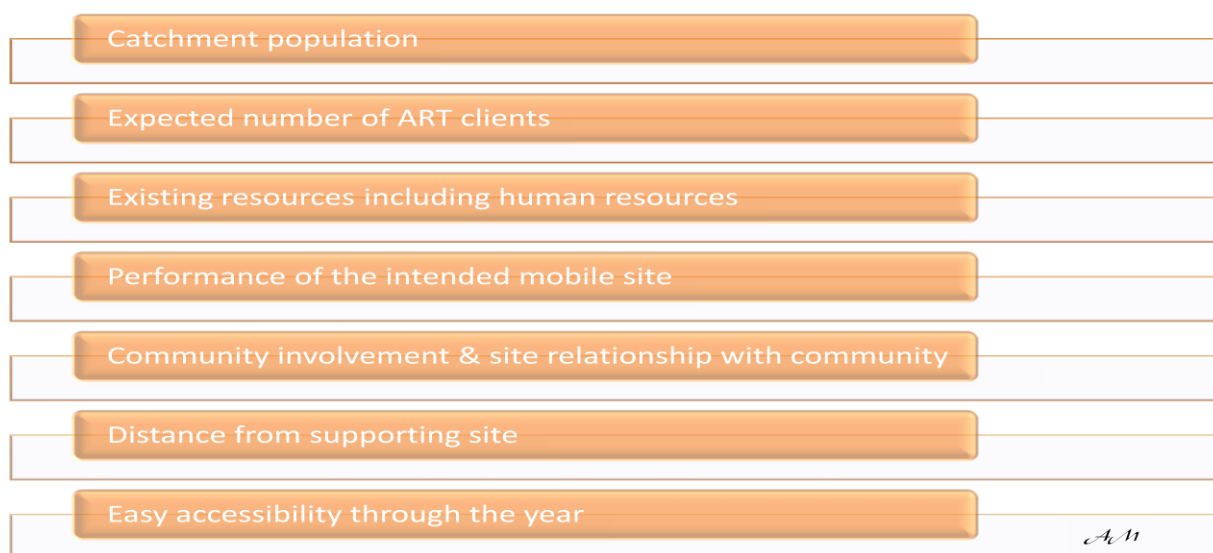 Catchment population
Expected number of ART clients
Existing resources including human resources
Performance of the intended mobile site
Community involvement & site relationship with community
Distance from supporting site
Easy accessibility through the year
AM